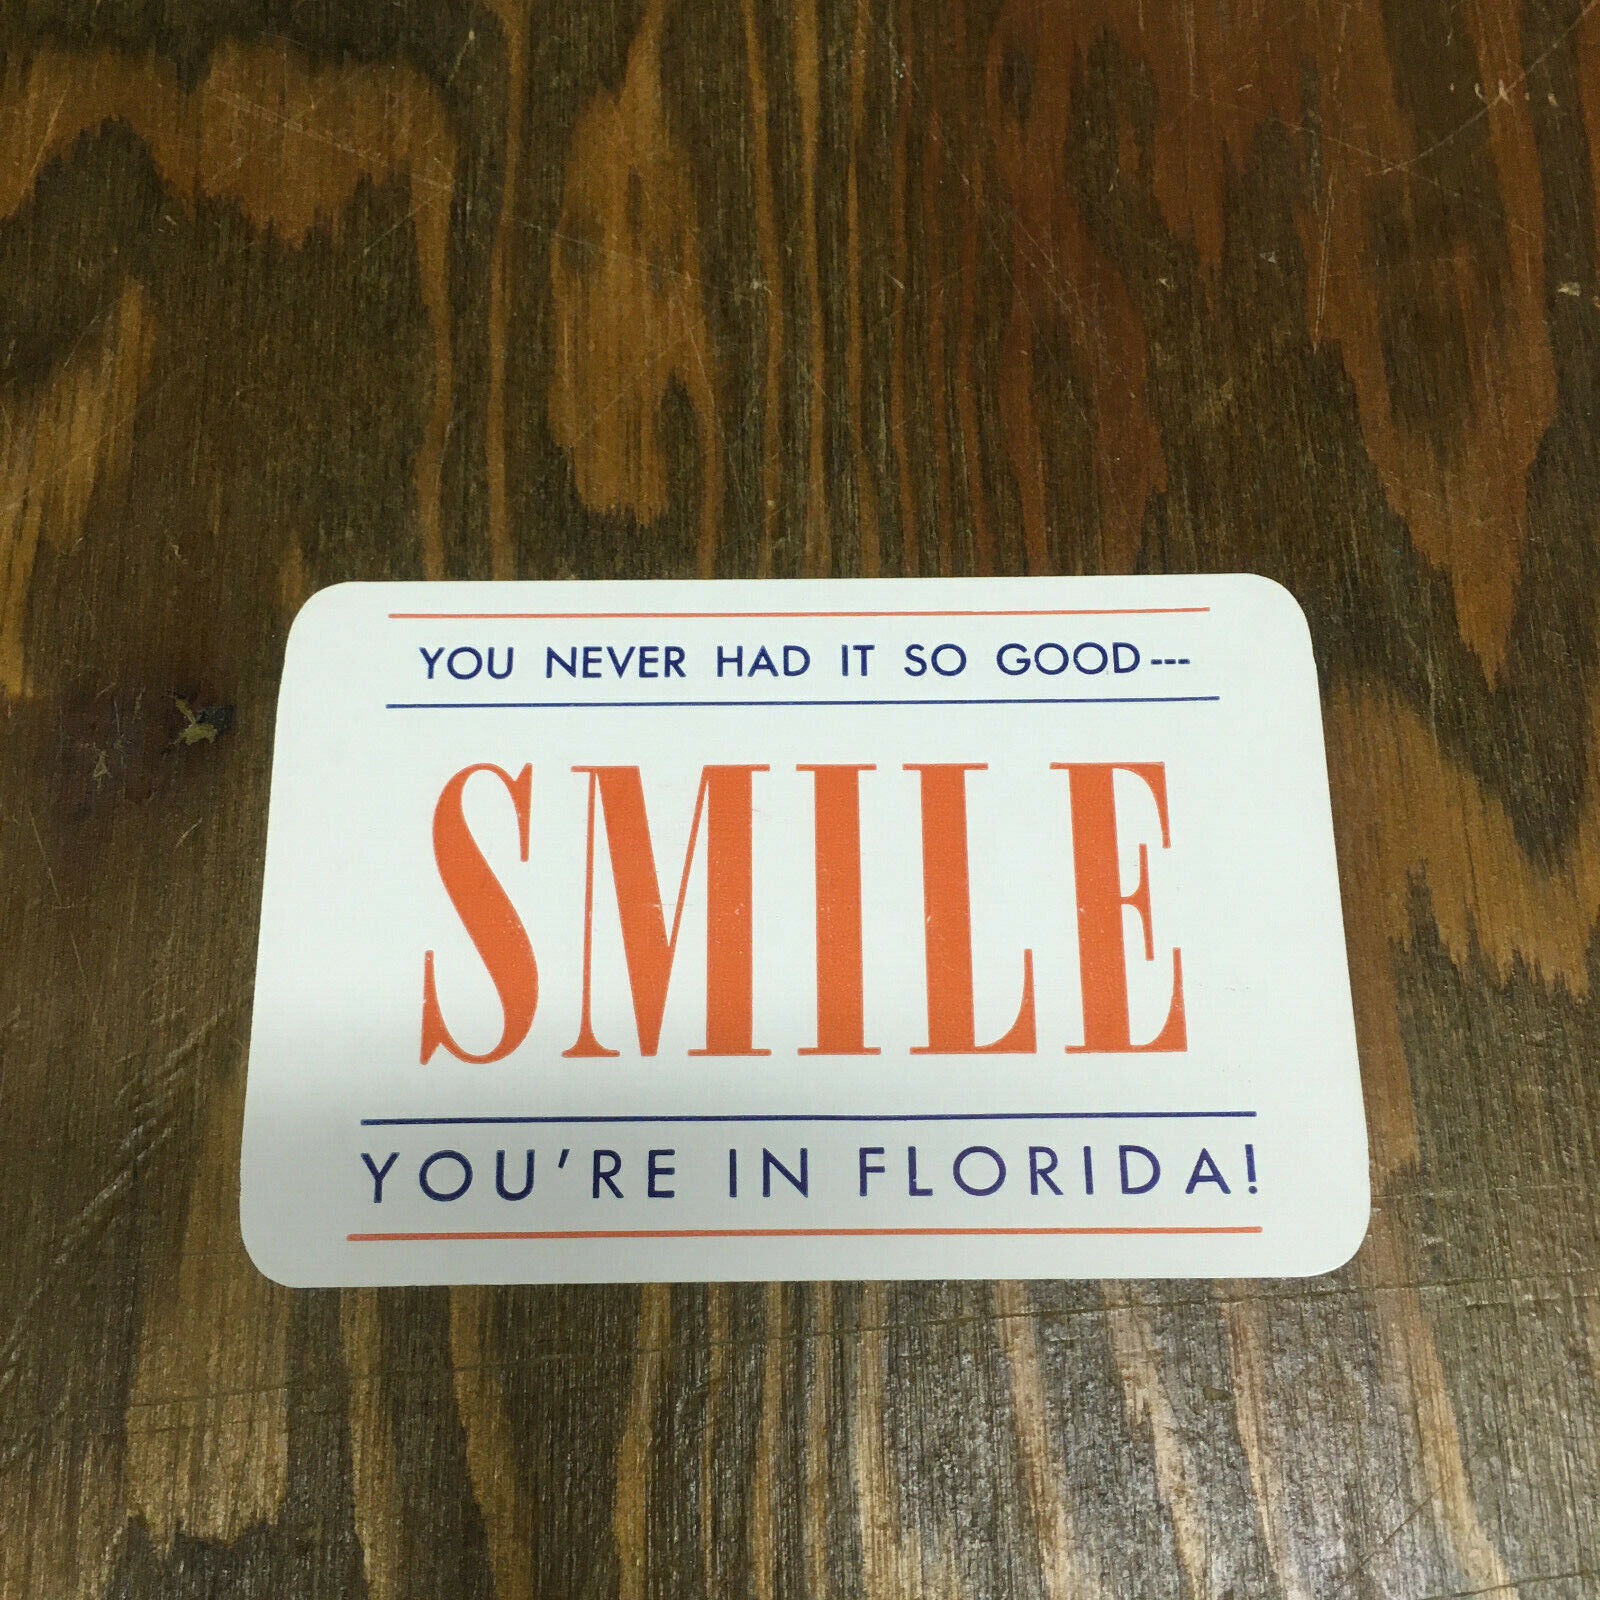 YOU NEVER HAD IT SO GOOD---
SMILE
YOU'RE IN FLORIDA!